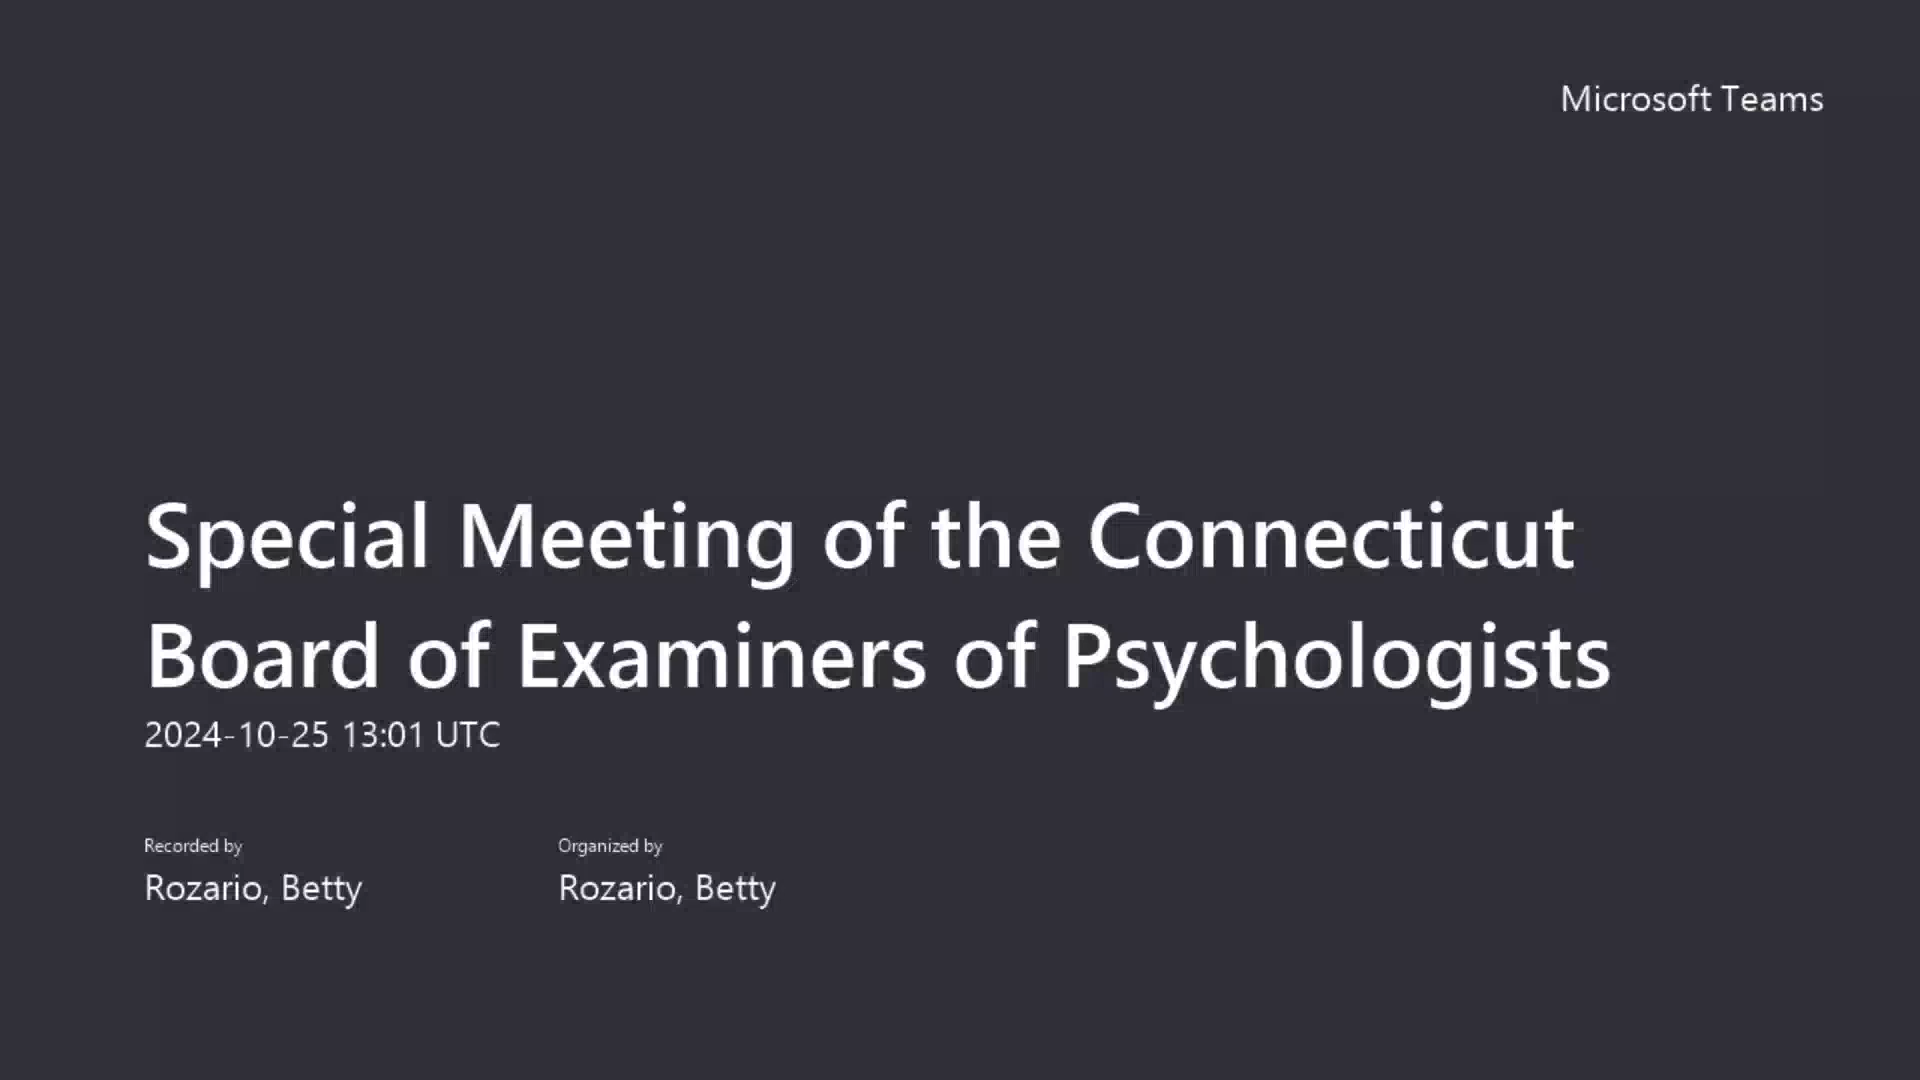 Microsoft Teams
Special Meeting of the Connecticut
Board of Examiners of Psychologists
2024-10-25 13:01 UTC
Recorded by
Rozario, Betty
Organized by
Rozario, Betty